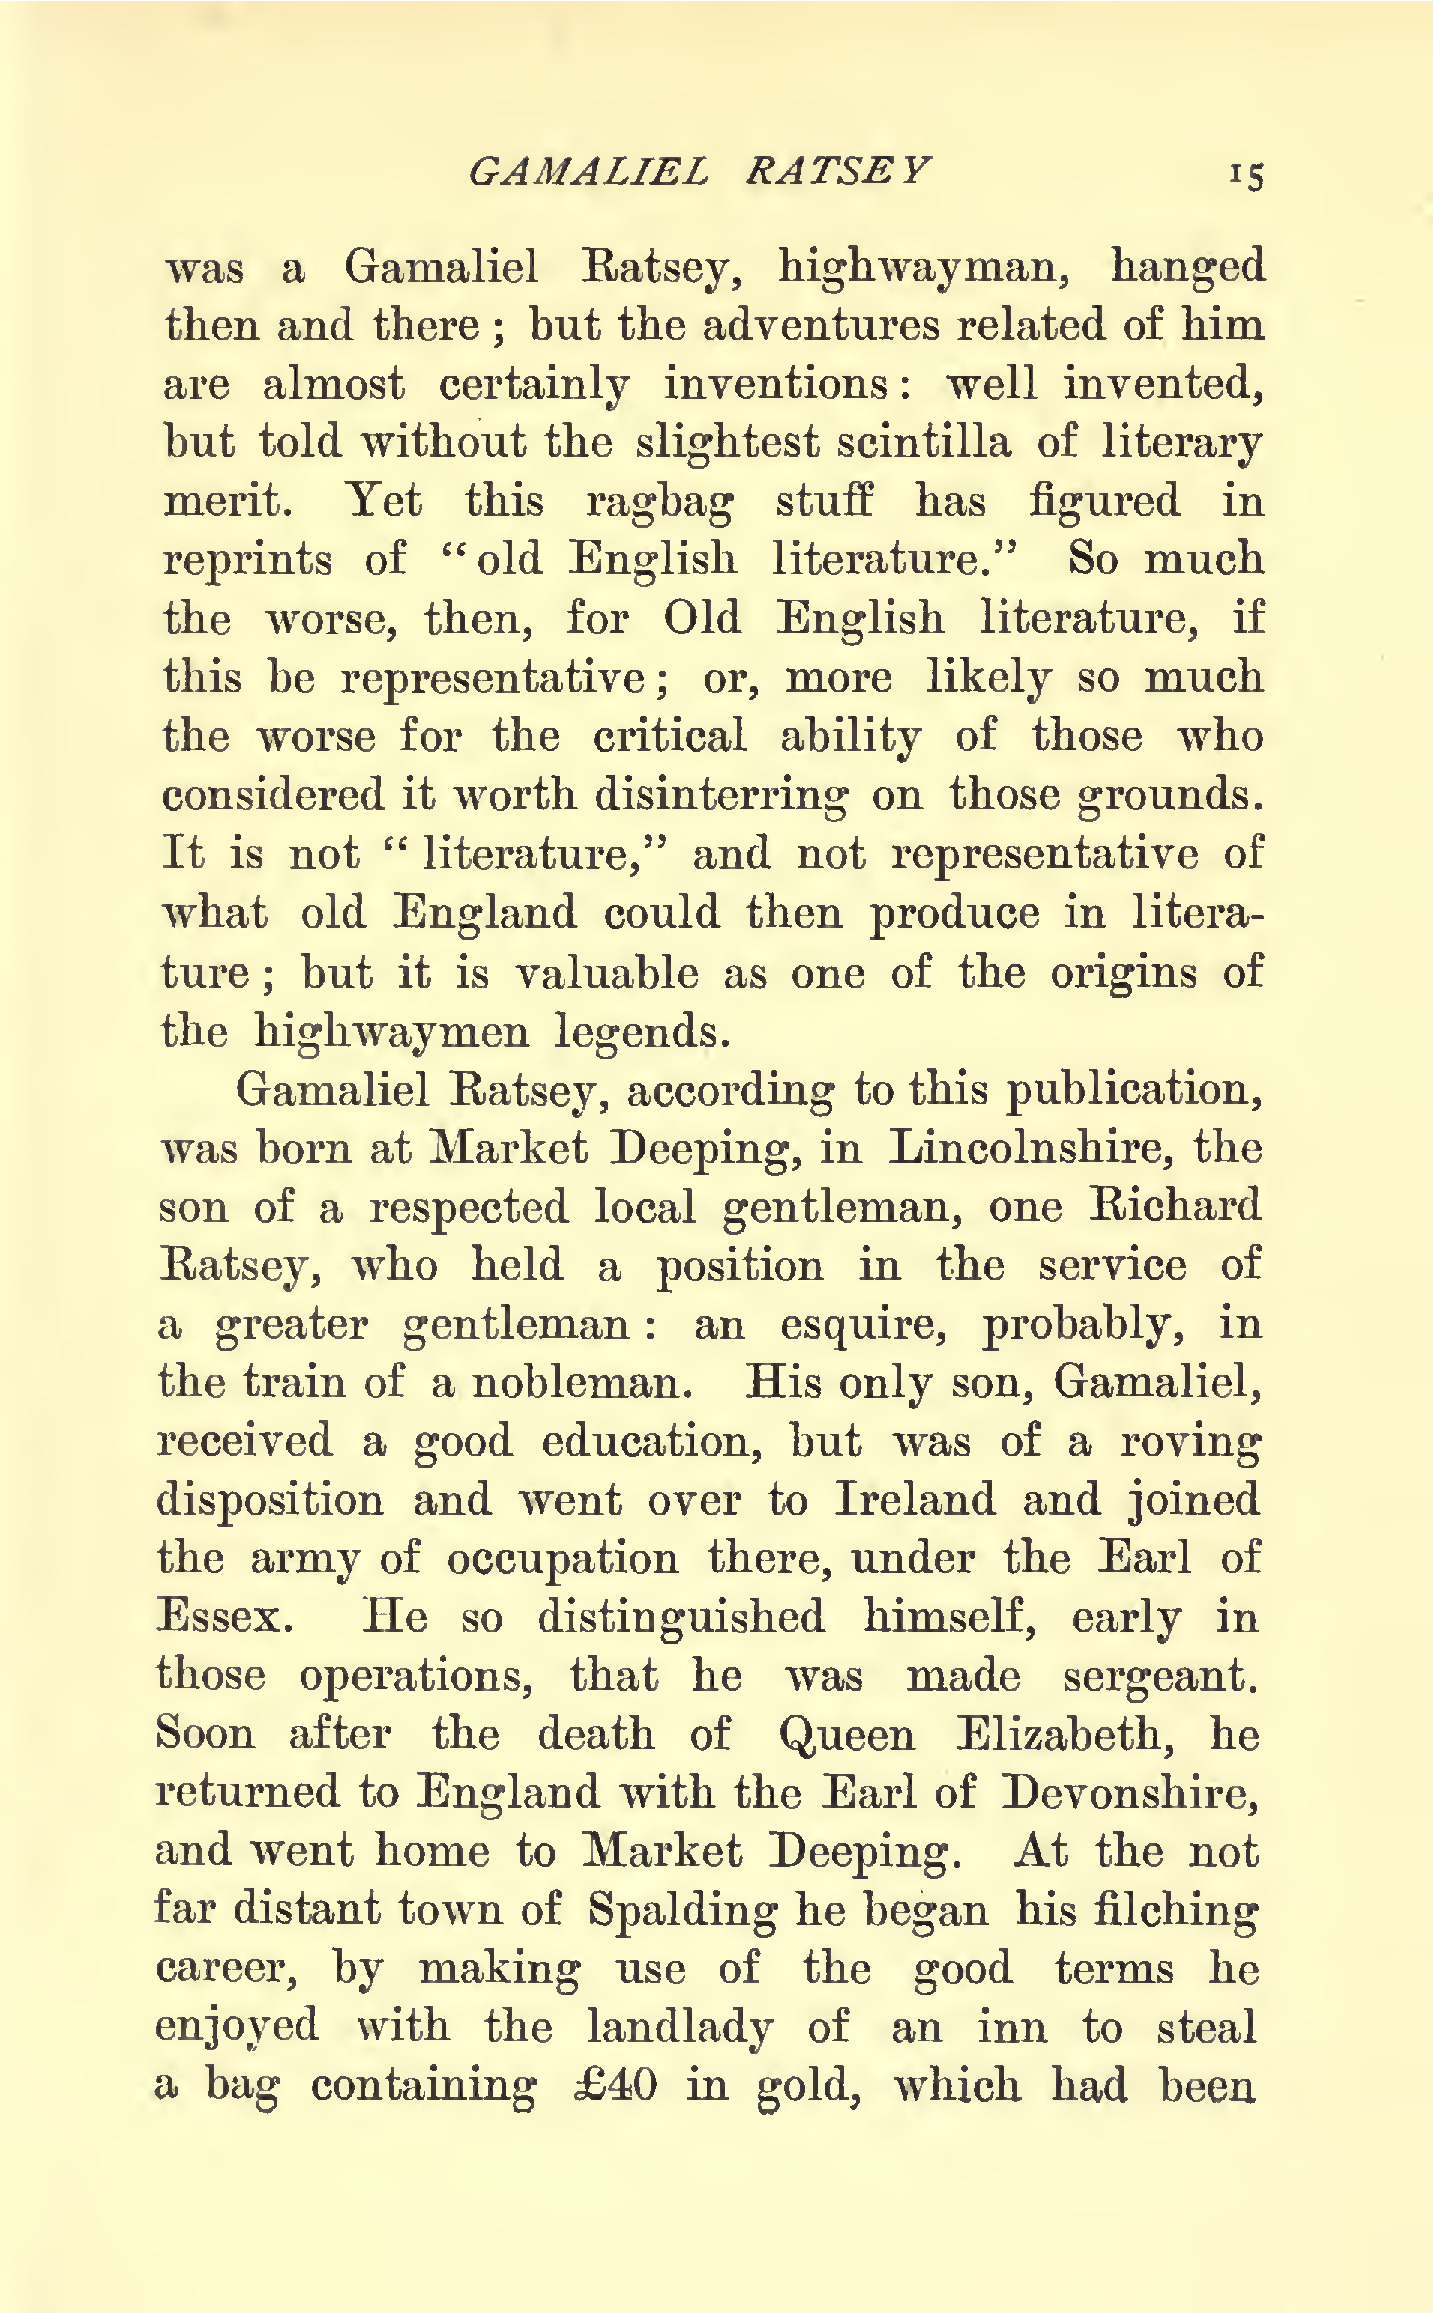 GAMALIEL RATSEY 15
was a Gamaliel Ratsey, highwayman, hanged
then and there ; but the adventures related of him
are almost certainly inventions : well invented,
but told without the slightest scintilla of literary
merit. Yet this ragbag stuff has figured in
reprints of “ old English literature.” So much
the worse, then, for Old English literature, if
this be representative ; or, more likely so much
the worse for the critical ability of those who
considered it worth disinterring on those grounds.
It is not “ literature,” and not representative of
what old England could then produce in litera-
ture ; but it is valuable as one of the origins of
the highwaymen legends.
Gamaliel Ratsey, according to this publication,
was born at Market Deeping, in Lincolnshire, the
son of a respected local gentleman, one Richard
Ratsey, who held a position in the service of
a greater gentleman : an esquire, probably, in
the train of a nobleman. His only son, Gamaliel,
received a good education, but was of a roving
disposition and went over to Ireland and joined
the army of occupation there, under the Earl of
Essex. He so distinguished himself, early in
those operations, that he was made sergeant.
Soon after the death of Queen Elizabeth, he
returned to England with the Earl of Devonshire,
and went home to Market Deeping. At the not
far distant town of Spalding he began his filching
career, by making use of the good terms he
enjoyed with the landlady of an inn to steal
a bag containing £40 in gold, which had been